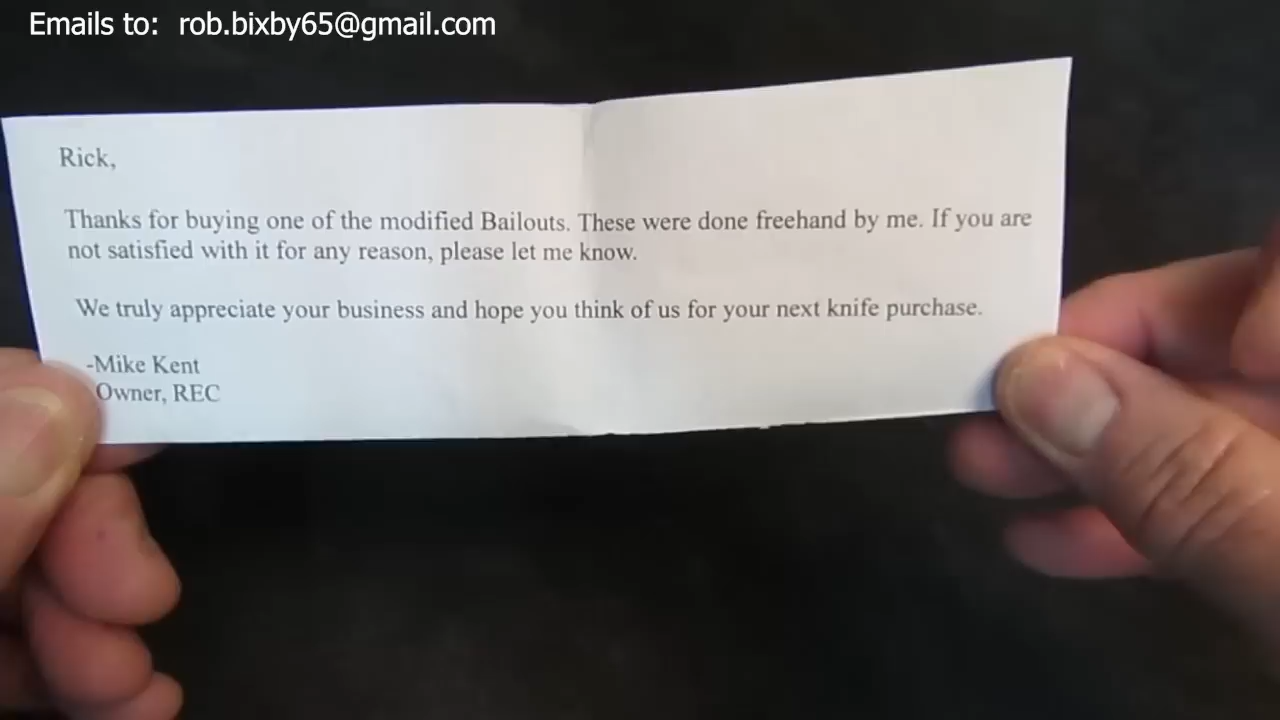 Emails to: rob.bixby65@gmail.com
Rick,
Thanks for buying one of the modified Bailouts. These were done freehand by me. If you are
not satisfied with it for any reason, please let me know.
We truly appreciate your business and hope you think of us for your next knife purchase.
-Mike Kent
Owner, REC